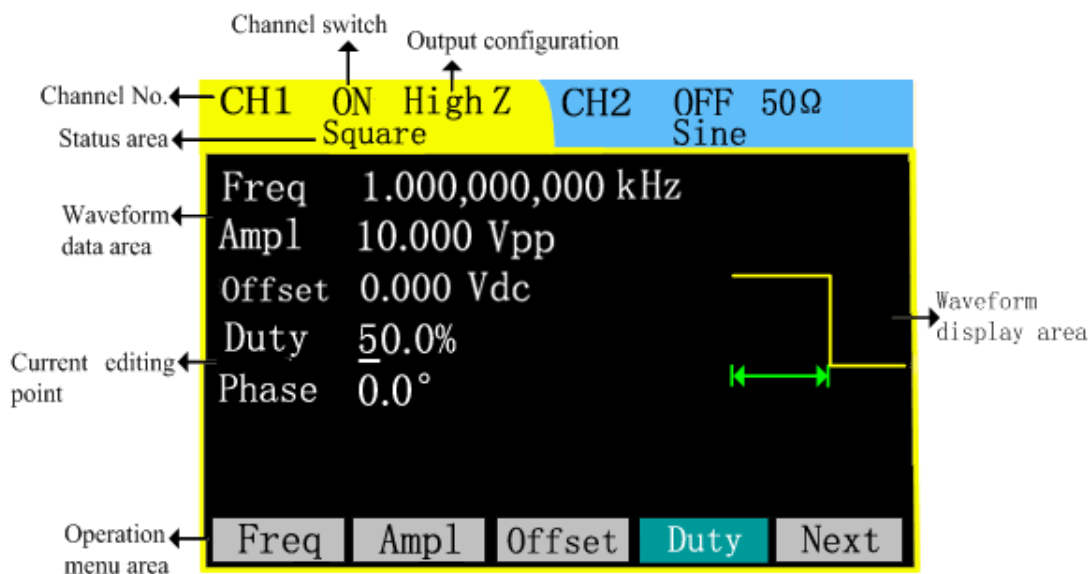 Channel switch
Output configuration
Channel No.
CH1 ON High Z
CH2 OFF 50Ω
Status area
Square
Sine
Freq 1.000,000,000 kHz
Waveform
data area
Ampl 10.000 Vpp
Offset 0.000 Vdc
Waveform
display area
Duty 50.0%
Current editing
point
Phase 0.0°
Operation
menu area
Freq Ampl Offset Duty Next